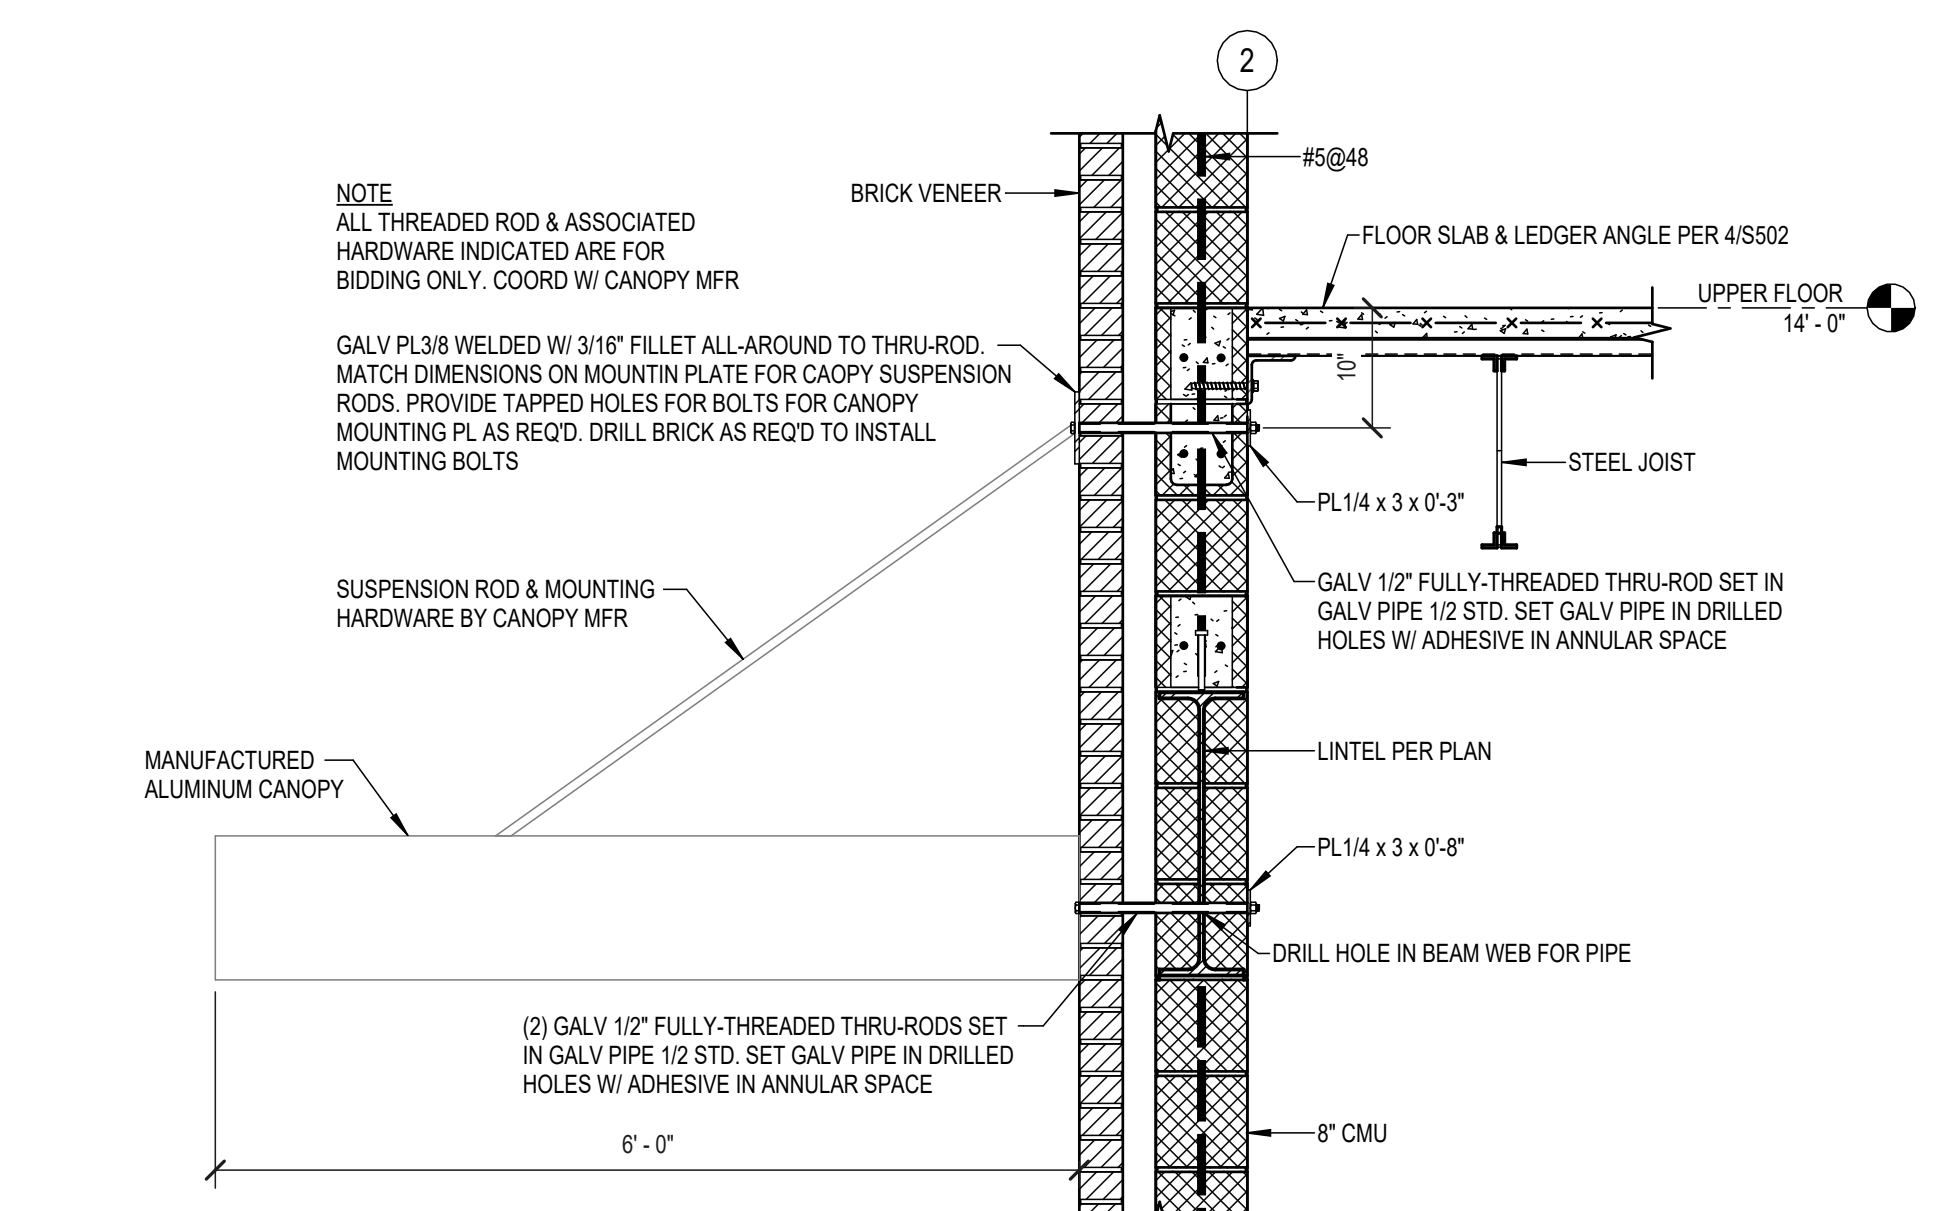 2
#5@48
BRICK VENEER
NOTE
ALL THREADED ROD & ASSOCIATED
HARDWARE INDICATED ARE FOR
BIDDING ONLY. COORD W/ CANOPY MFR
FLOOR SLAB & LEDGER ANGLE PER 4/S502
UPPER FLOOR
14' - 0"
GALV PL3/8 WELDED W/ 3/16" FILLET ALL-AROUND TO THRU-ROD.
MATCH DIMENSIONS ON MOUNTIN PLATE FOR CAOPY SUSPENSION
RODS. PROVIDE TAPPED HOLES FOR BOLTS FOR CANOPY
MOUNTING PL AS REQ'D. DRILL BRICK AS REQ'D TO INSTALL
MOUNTING BOLTS
10"
STEEL JOIST
PL1/4 x 3 x 0'-3"
SUSPENSION ROD & MOUNTING
HARDWARE BY CANOPY MFR
GALV 1/2" FULLY-THREADED THRU-ROD SET IN
GALV PIPE 1/2 STD. SET GALV PIPE IN DRILLED
HOLES W/ ADHESIVE IN ANNULAR SPACE
MANUFACTURED
ALUMINUM CANOPY
LINTEL PER PLAN
PL1/4 x 3 x 0'-8"
DRILL HOLE IN BEAM WEB FOR PIPE
(2) GALV 1/2" FULLY-THREADED THRU-RODS SET
IN GALV PIPE 1/2 STD. SET GALV PIPE IN DRILLED
HOLES W/ ADHESIVE IN ANNULAR SPACE
6' - 0"
8" CMU